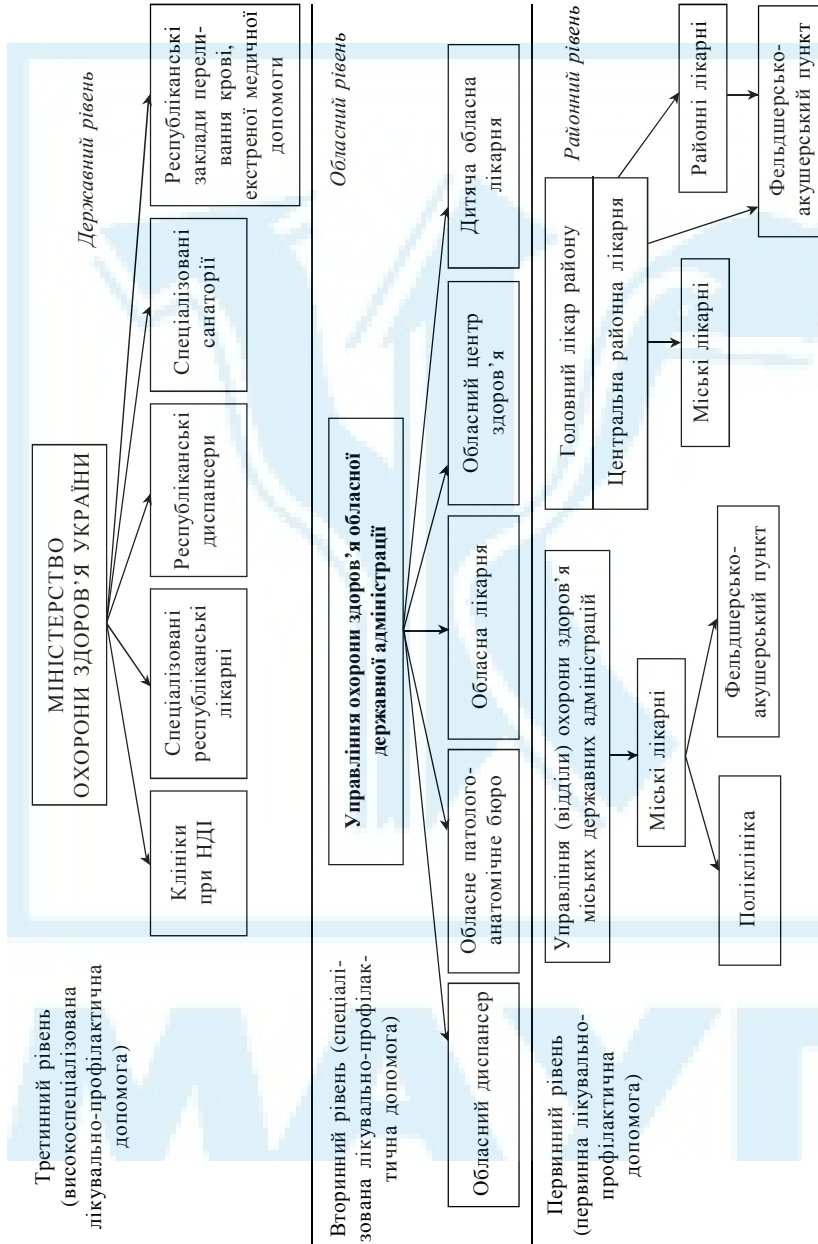 Третинний рівень
(високоспеціалізована
лікувально-профілактична
допомога)
МІНІСТЕРСТВО
ОХОРОНИ ЗДОРОВ’Я УКРАЇНИ
Державний рівень
Клініки
при НДІ
Спеціалізовані
республіканські
лікарні
Республіканські
диспансери
Спеціалізовані
санаторії
Республіканські
заклади перели-
вання крові,
екстреної медичної
допомоги
Вторинний рівень (спеціалі-
зована лікувально-профілак-
тична допомога)
Управління охорони здоров’я обласної
державної адміністрації
Обласний рівень
Обласний диспансер
Обласне патолого-
анатомічне бюро
Обласна лікарня
Обласний центр
здоров’я
Дитяча обласна
лікарня
Первинний рівень
(первинна лікувально-
профілактична
допомога)
Управління (відділи) охорони здоров’я
міських державних адміністрацій
Міські лікарні
Поліклініка
Фельдшерсько-
акушерський пункт
Головний лікар району
Центральна районна лікарня
Районний рівень
Міські лікарні
Районні лікарні
Фельдшерсько-
акушерський пункт
МАУП